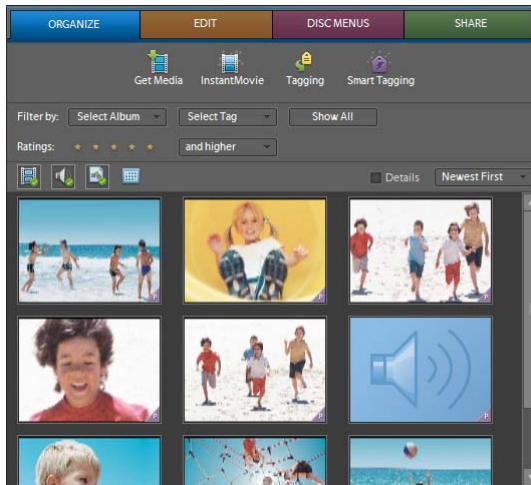 ORGANIZE EDIT DISC MENUS SHARE
Get Media InstantMovie Tagging Smart Tagging
Filter by: Select Album Select Tag Show All
Ratings: and higher
Details Newest First
P P P
P P P